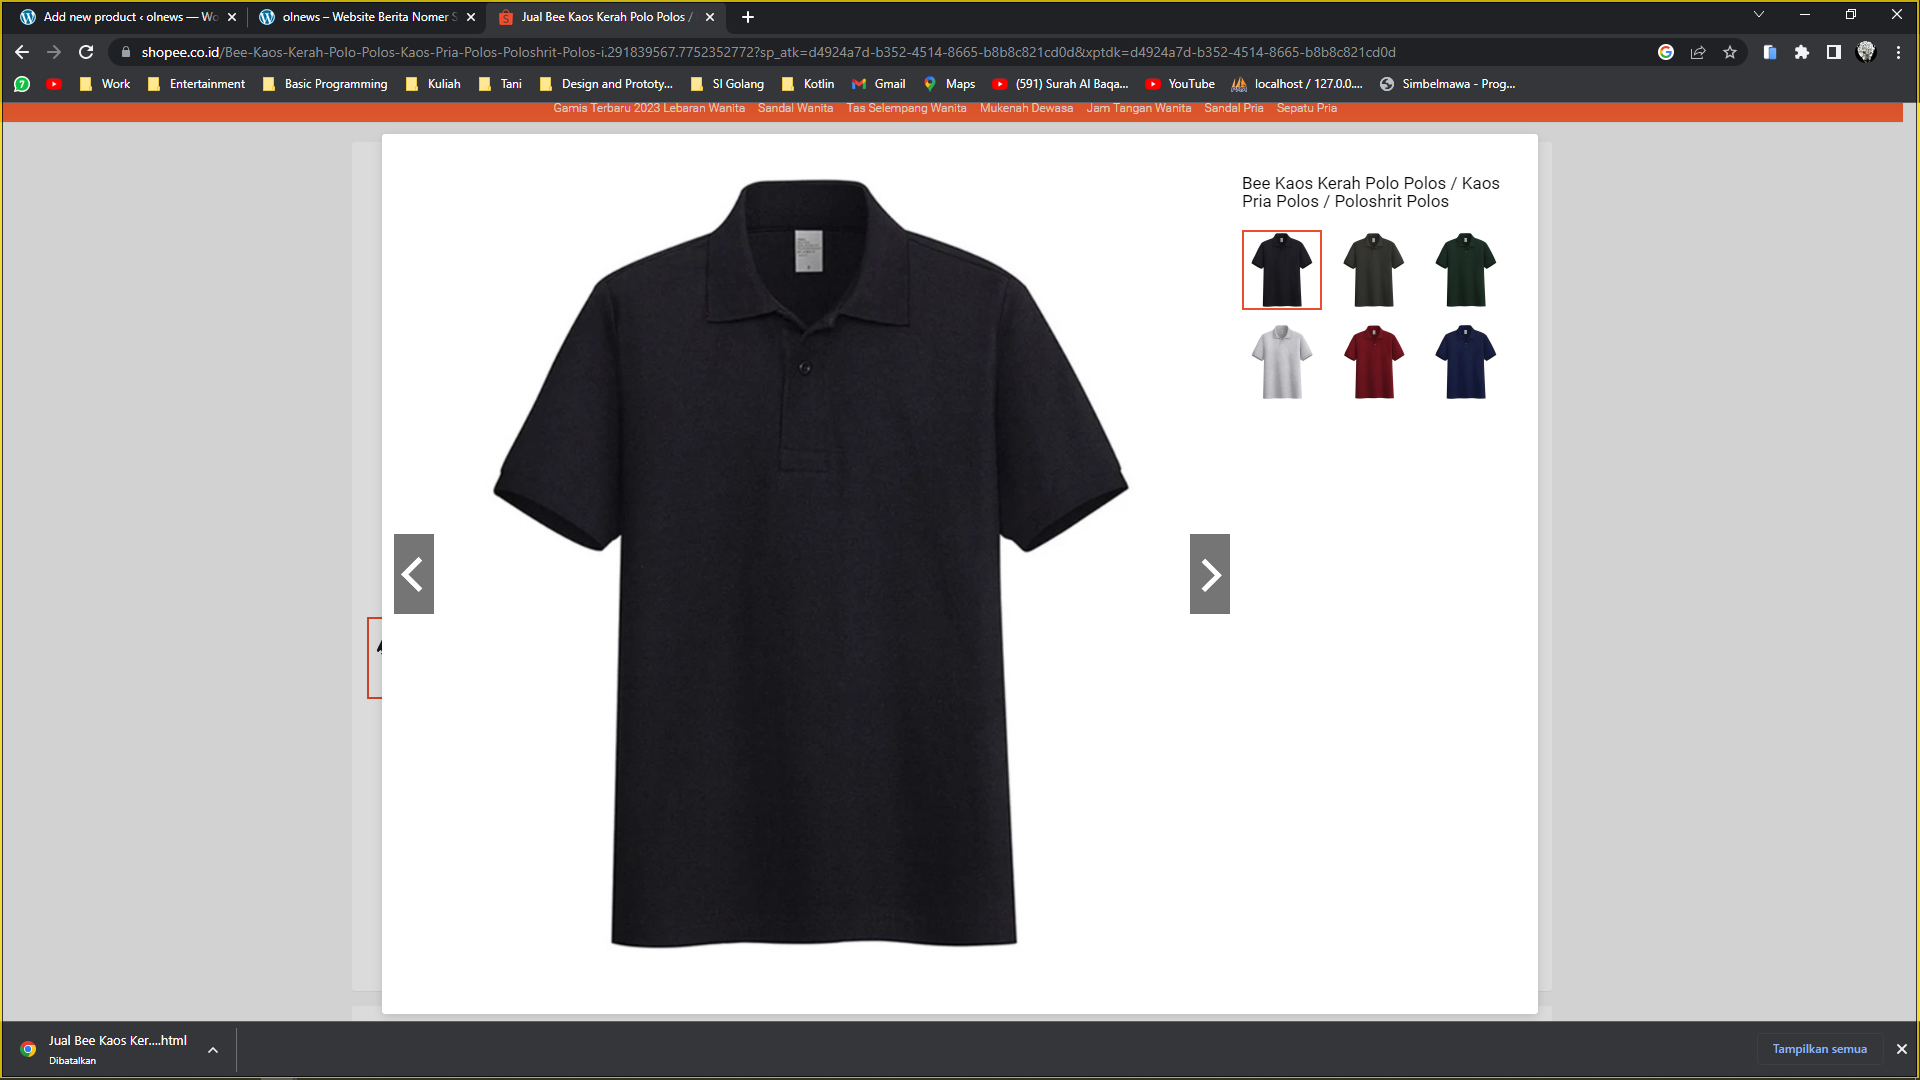 Add new product ‹ olnews — Wo
olnews – Website Berita Nomer S
Jual Bee Kaos Kerah Polo Polos /
shopee.co.id/Bee-Kaos-Kerah-Polo-Polos-Kaos-Pria-Polos-Poloshrit-Polos-i.291839567.7752352772?sp_atk=d4924a7d-b352-4514-8665-b8b8c821cd0d&xptdk=d4924a7d-b352-4514-8665-b8b8c821cd0d
Work
Entertainment
Basic Programming
Kuliah
Tani
Design and Prototy...
SI Golang
Kotlin
Gmail
Maps
(591) Surah Al Baqa...
YouTube
localhost / 127.0.0....
Simbelmawa - Prog...
Gamis Terbaru 2023 Lebaran Wanita
Sandal Wanita
Tas Selempang Wanita
Mukenah Dewasa
Jam Tangan Wanita
Sandal Pria
Sepatu Pria
Bee Kaos Kerah Polo Polos / Kaos
Pria Polos / Poloshrit Polos
Jual Bee Kaos Ker....html
Dibatalkan
Tampilkan semua